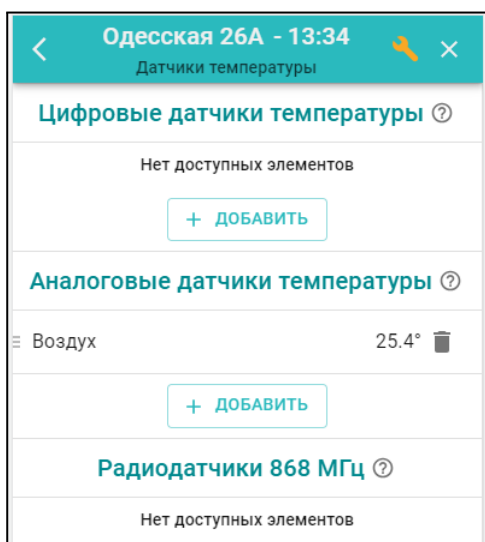 Одесская 26А - 13:34
Датчики температуры
Цифровые датчики температуры
Нет доступных элементов
+ ДОБАВИТЬ
Аналоговые датчики температуры
Воздух 25.4°
+ ДОБАВИТЬ
Радиодатчики 868 МГц
Нет доступных элементов